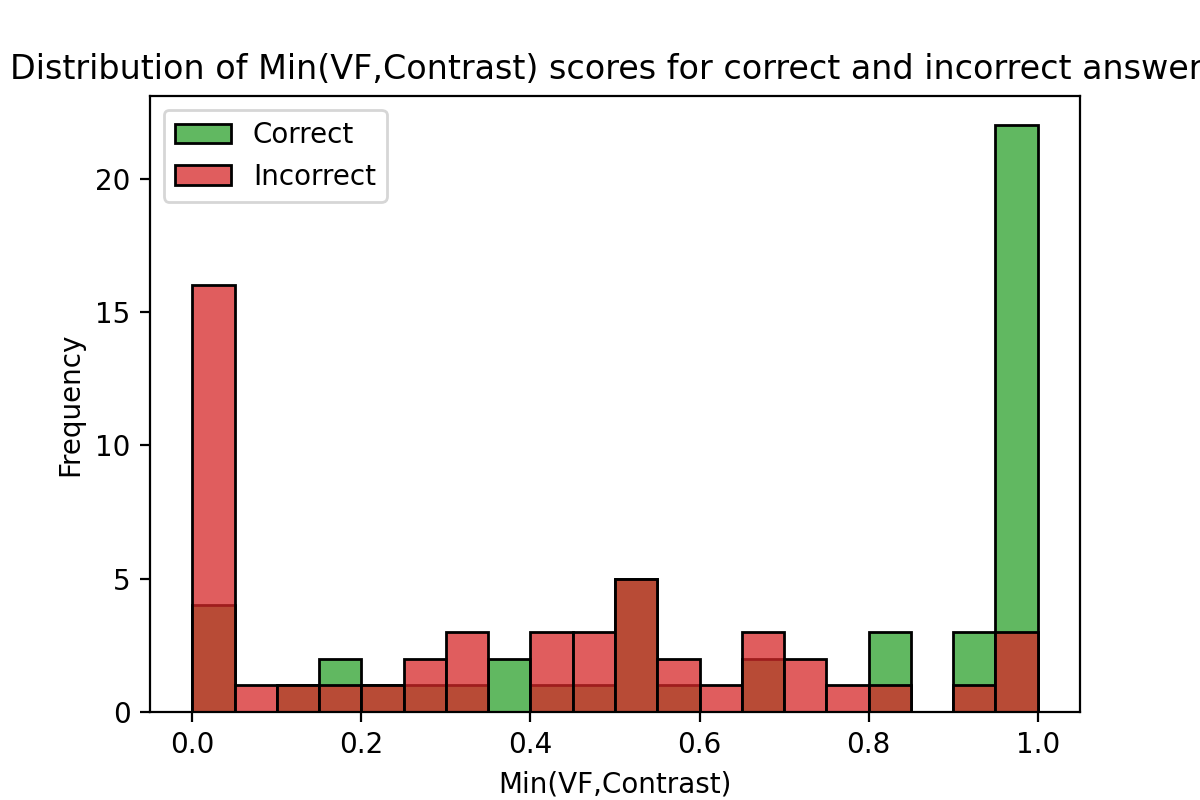 Distribution of Min(VF,Contrast) scores for correct and incorrect answer
Correct
Incorrect
Frequency
20
15
10
5
0
0.0 0.2 0.4 0.6 0.8 1.0
Min(VF,Contrast)